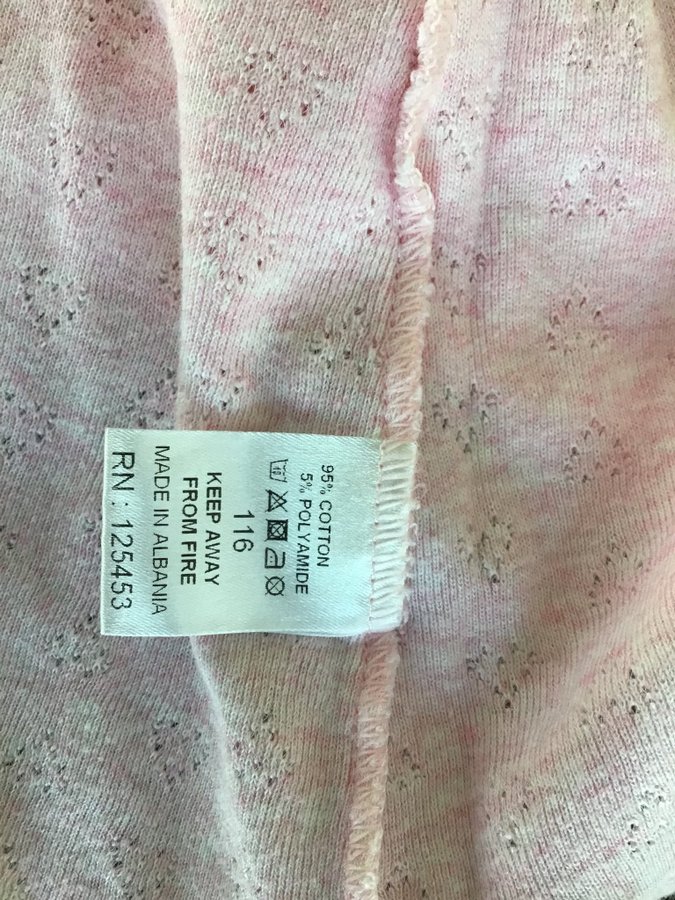 95% COTTON
5% POLYAMIDE
116
KEEP AWAY
FROM FIRE
MADE IN ALBANIA
RN : 125453